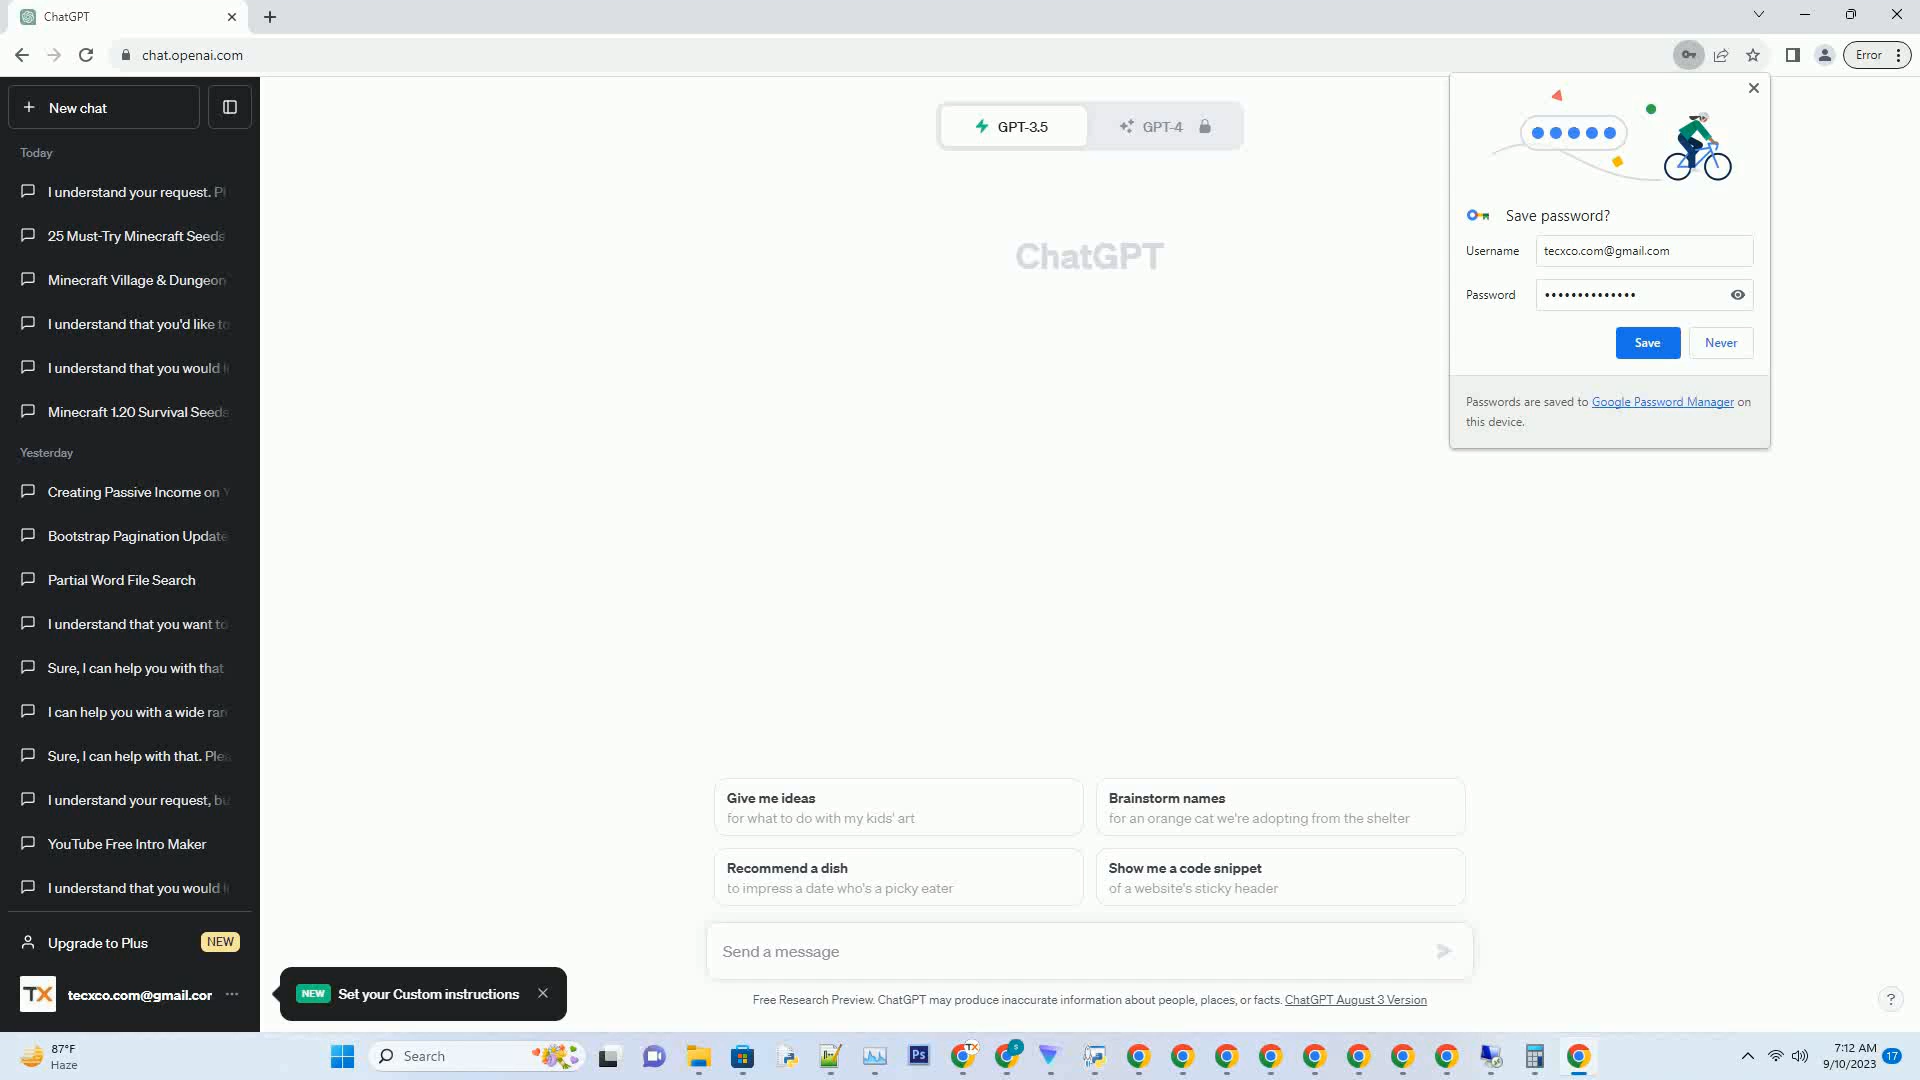 ChatGPT
chat.openai.com
Error
New chat
GPT-3.5
GPT-4
Today
I understand your request. Pl
25 Must-Try Minecraft Seeds
Minecraft Village & Dungeon
I understand that you'd like to
I understand that you would l
Minecraft 1.20 Survival Seeds
Yesterday
Creating Passive Income on Y
Bootstrap Pagination Update
Partial Word File Search
I understand that you want to
Sure, I can help you with that
I can help you with a wide ran
Sure, I can help with that. Plea
I understand your request, bu
YouTube Free Intro Maker
I understand that you would l
Upgrade to Plus NEW
TX tecxco.com@gmail.cor
ChatGPT
Save password?
Username tecxco.com@gmail.com
Password
Save Never
Passwords are saved to Google Password Manager on
this device.
Give me ideas
for what to do with my kids' art
Brainstorm names
for an orange cat we're adopting from the shelter
Recommend a dish
to impress a date who's a picky eater
Show me a code snippet
of a website's sticky header
Send a message
NEW Set your Custom instructions
Free Research Preview. ChatGPT may produce inaccurate information about people, places, or facts. ChatGPT August 3 Version
?
87°F
Haze
Search
Ps
TX
S
7:12 AM
9/10/2023
17